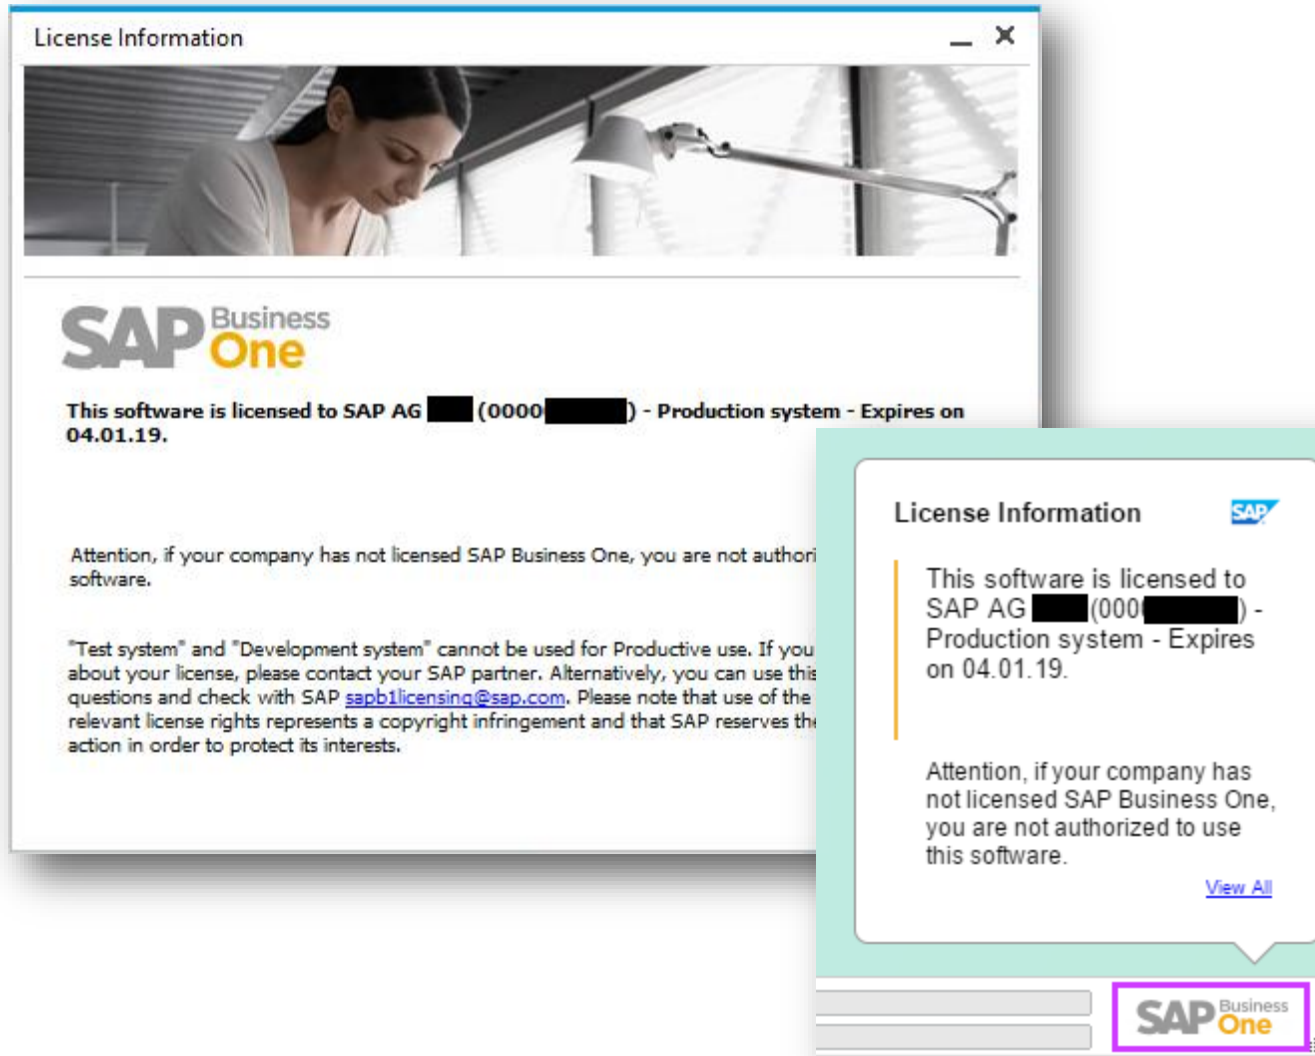 License Information
SAP Business
One
This software is licensed to SAP AG (0000 ) - Production system - Expires on
04.01.19.
Attention, if your company has not licensed SAP Business One, you are not authori
software.
"Test system" and "Development system" cannot be used for Productive use. If you
about your license, please contact your SAP partner. Alternatively, you can use this
questions and check with SAP sapb1licensing@sap.com. Please note that use of the
relevant license rights represents a copyright infringement and that SAP reserves the
action in order to protect its interests.
License Information SAP
This software is licensed to
SAP AG (000 ) -
Production system - Expires
on 04.01.19.
Attention, if your company has
not licensed SAP Business One,
you are not authorized to use
this software.
View All
SAP Business
One